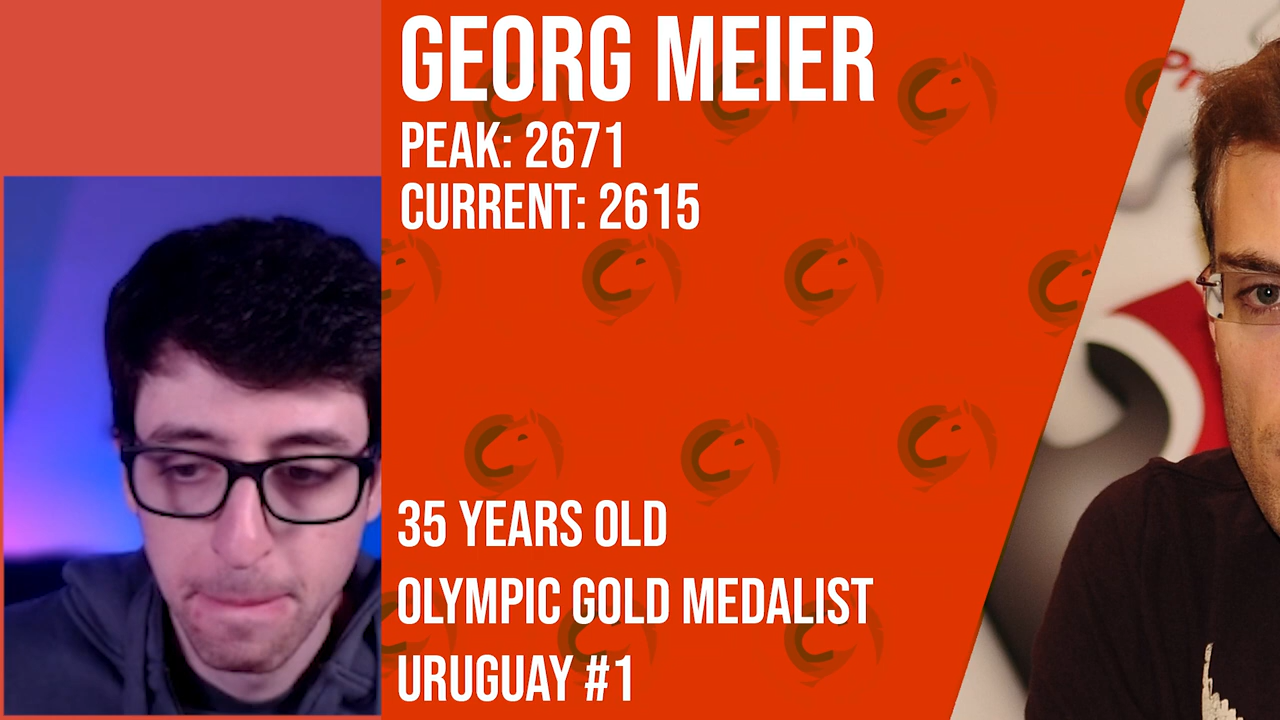 GEORG MEIER
PEAK: 2671
CURRENT: 2615
35 YEARS OLD
OLYMPIC GOLD MEDALIST
URUGUAY #1